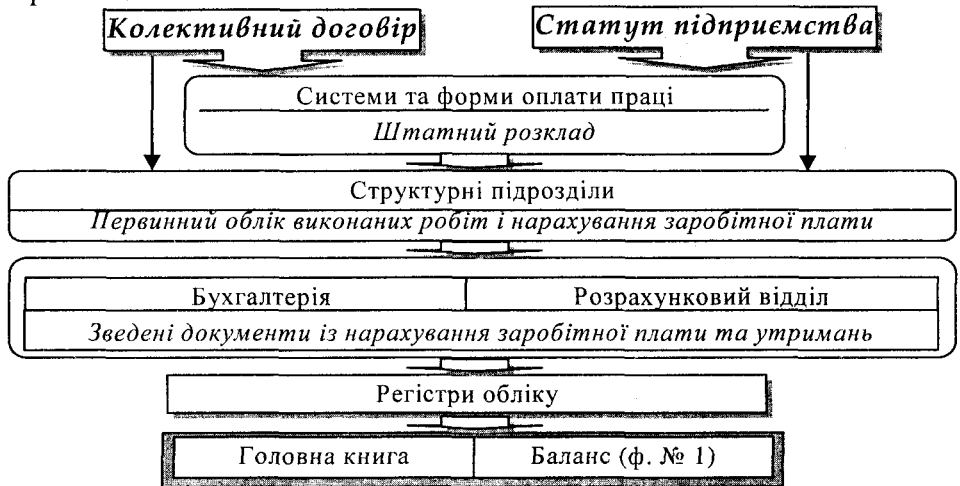 Колективний договір
Статут підприємства
Системи та форми оплати праці
Штатний розклад
Структурні підрозділи
Первинний облік виконаних робіт і нарахування заробітної плати
Бухгалтерія
Розрахунковий відділ
Зведені документи із нарахування заробітної плати та утримань
Регістри обліку
Головна книга
Баланс (ф. № 1)